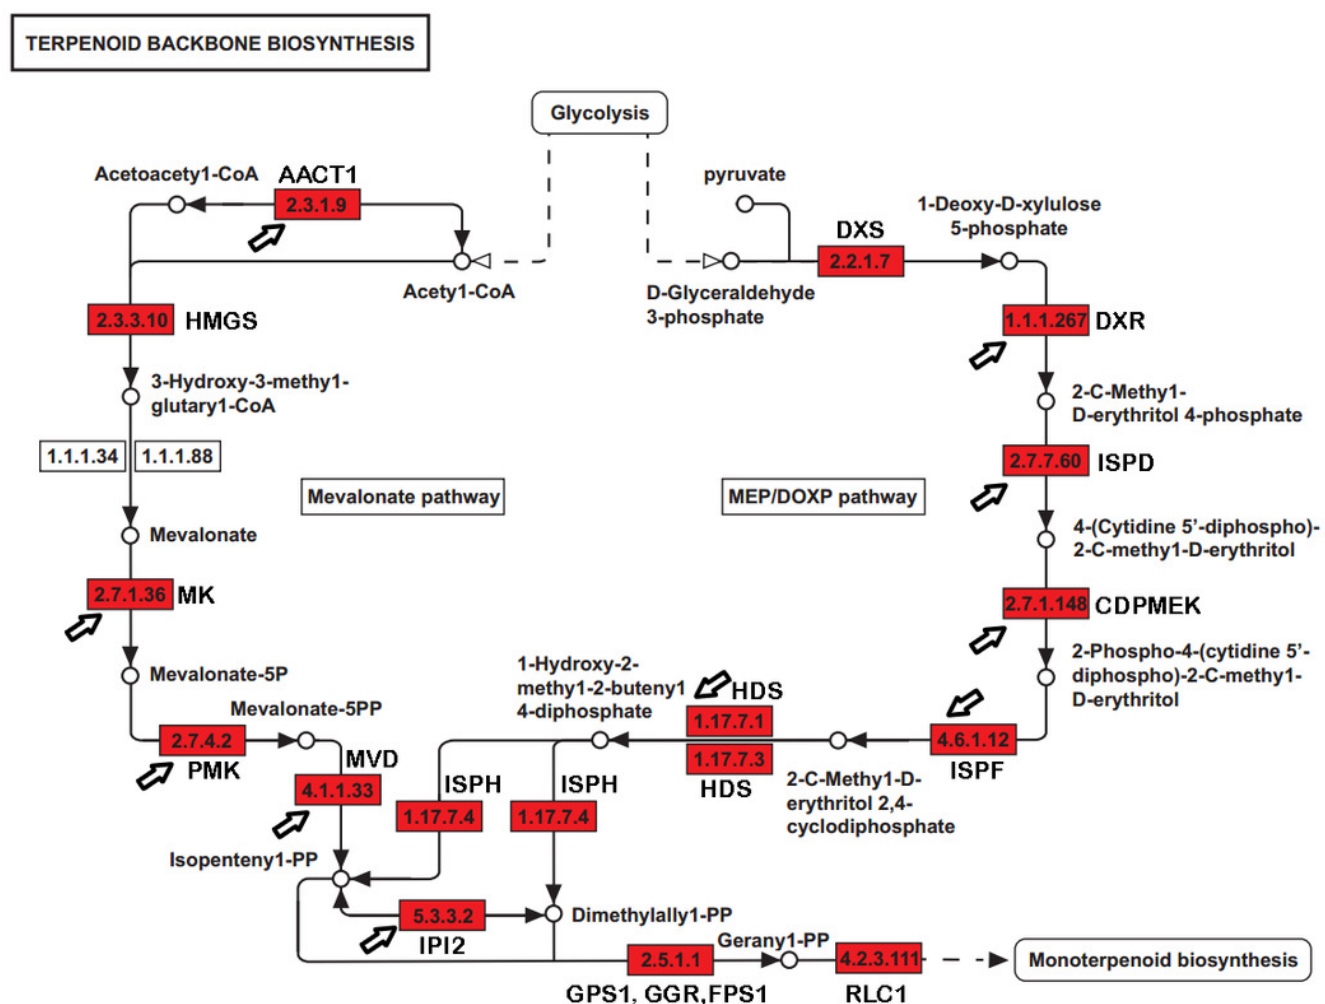 TERPENOID BACKBONE BIOSYNTHESIS
Glycolysis
Acetoacety1-CoA
AACT1
2.3.1.9
Acety1-CoA
2.3.3.10
HMGS
3-Hydroxy-3-methy1-
glutary1-CoA
1.1.1.34
1.1.1.88
Mevalonate pathway
Mevalonate
2.7.1.36
MK
Mevalonate-5P
Mevalonate-5PP
2.7.4.2
PMK
MVD
4.1.1.33
Isopenteny1-PP
pyruvate
DXS
2.2.1.7
D-Glyceraldehyde
3-phosphate
1-Deoxy-D-xylulose
5-phosphate
1.1.1.267
DXR
2-C-Methy1-
D-erythritol 4-phosphate
2.7.7.60
ISPD
MEP/DOXP pathway
4-(Cytidine 5'-diphospho)-
2-C-methy1-D-erythritol
2.7.1.148
CDPMEK
2-Phospho-4-(cytidine 5'-
diphospho)-2-C-methy1-
D-erythritol
4.6.1.12
ISPF
2-C-Methy1-D-
erythritol 2,4-
cyclodiphosphate
HDS
1.17.7.1
1.17.7.3
HDS
1-Hydroxy-2-
methy1-2-buteny1
4-diphosphate
ISPH
1.17.7.4
ISPH
1.17.7.4
5.3.3.2
IPI2
Dimethylally1-PP
2.5.1.1
GPS1, GGR,FPS1
Gerany1-PP
4.2.3.111
RLC1
Monoterpenoid biosynthesis